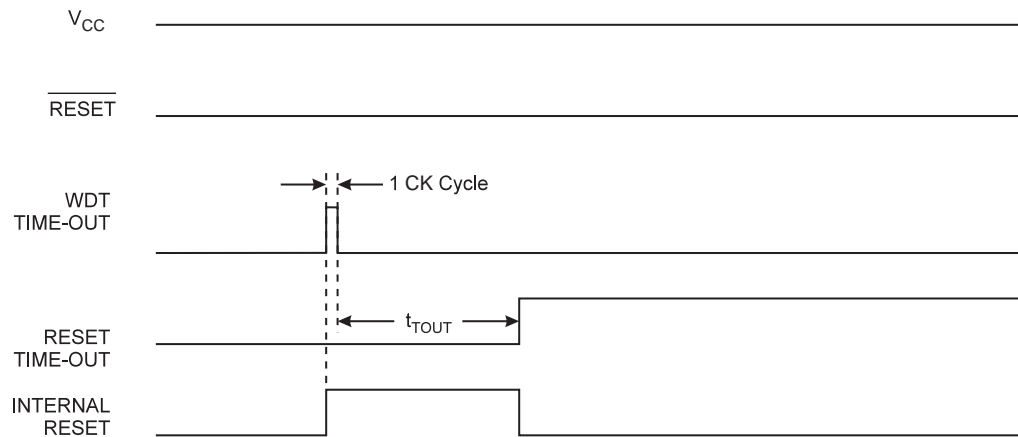 VCC
RESET
WDT
TIME-OUT
1 CK Cycle
RESET
TIME-OUT
tTOUT
INTERNAL
RESET